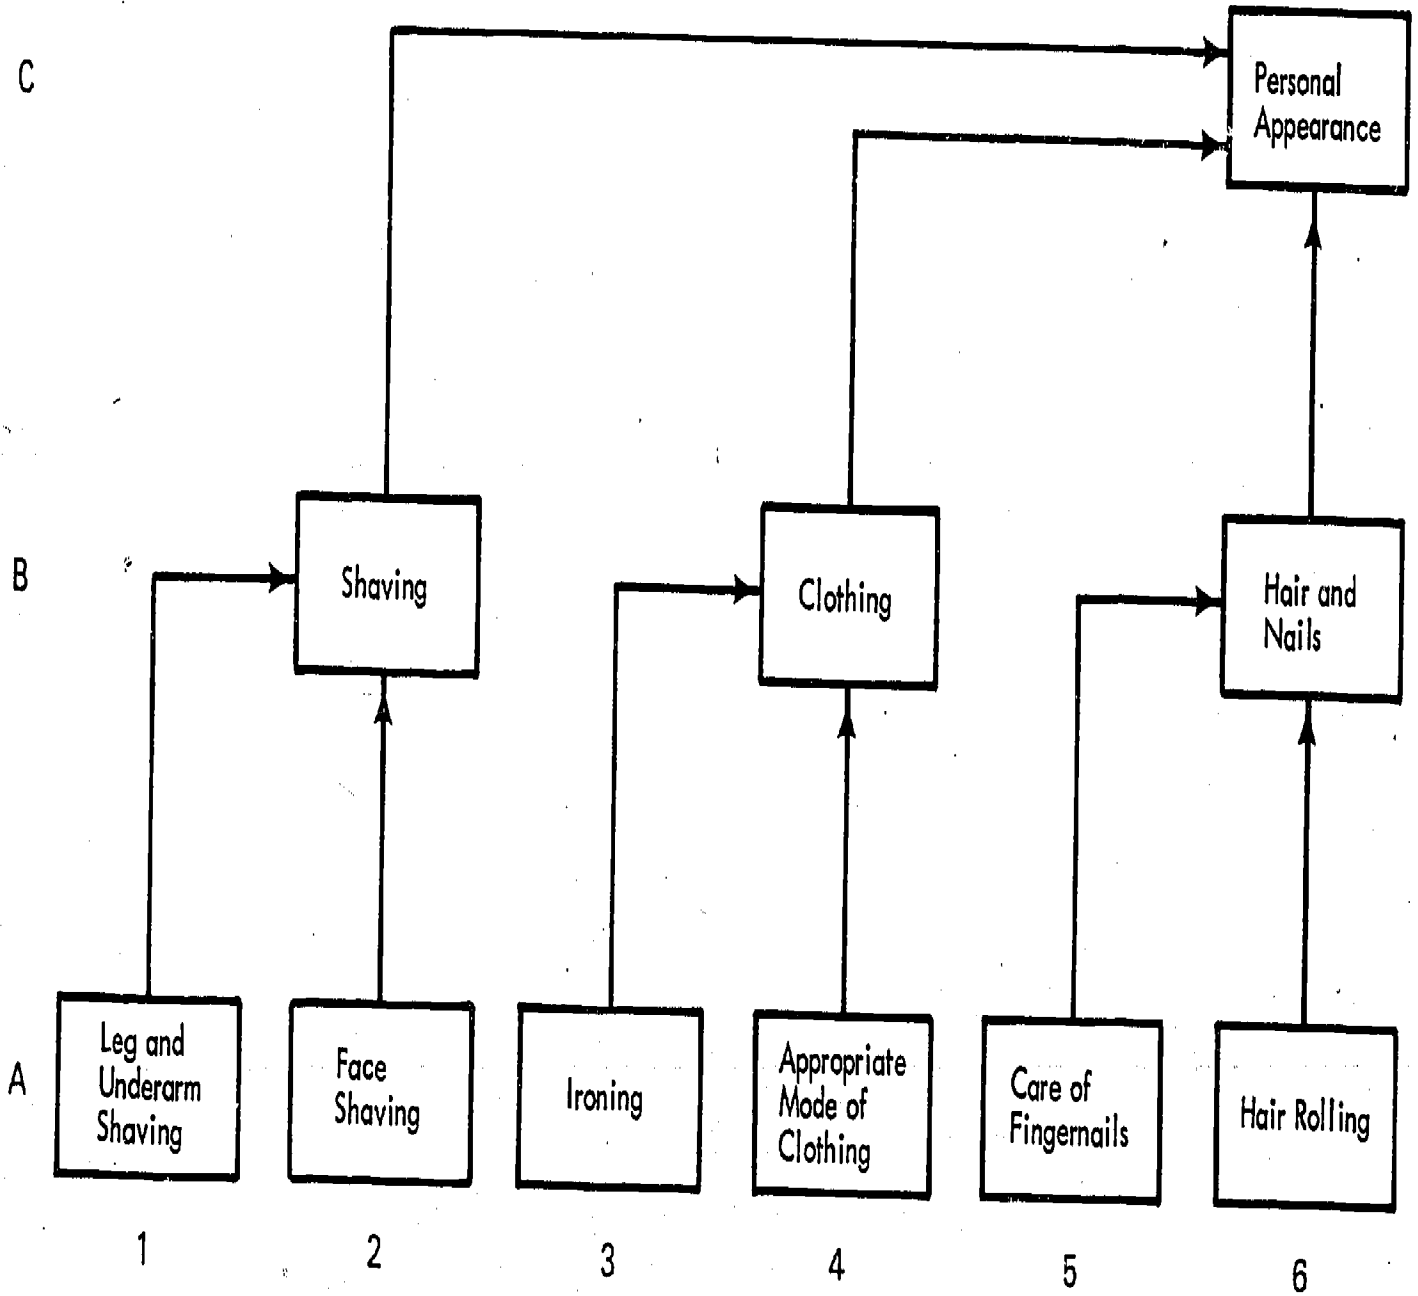 C
Personal
Appearance
B
Shaving
Clothing
Hair and
Nails
A
Leg and
Underarm
Shaving
Face
Shaving
Ironing
Appropriate
Mode of
Clothing
Care of
Fingernails
Hair Rolling
1
2
3
4
5
6